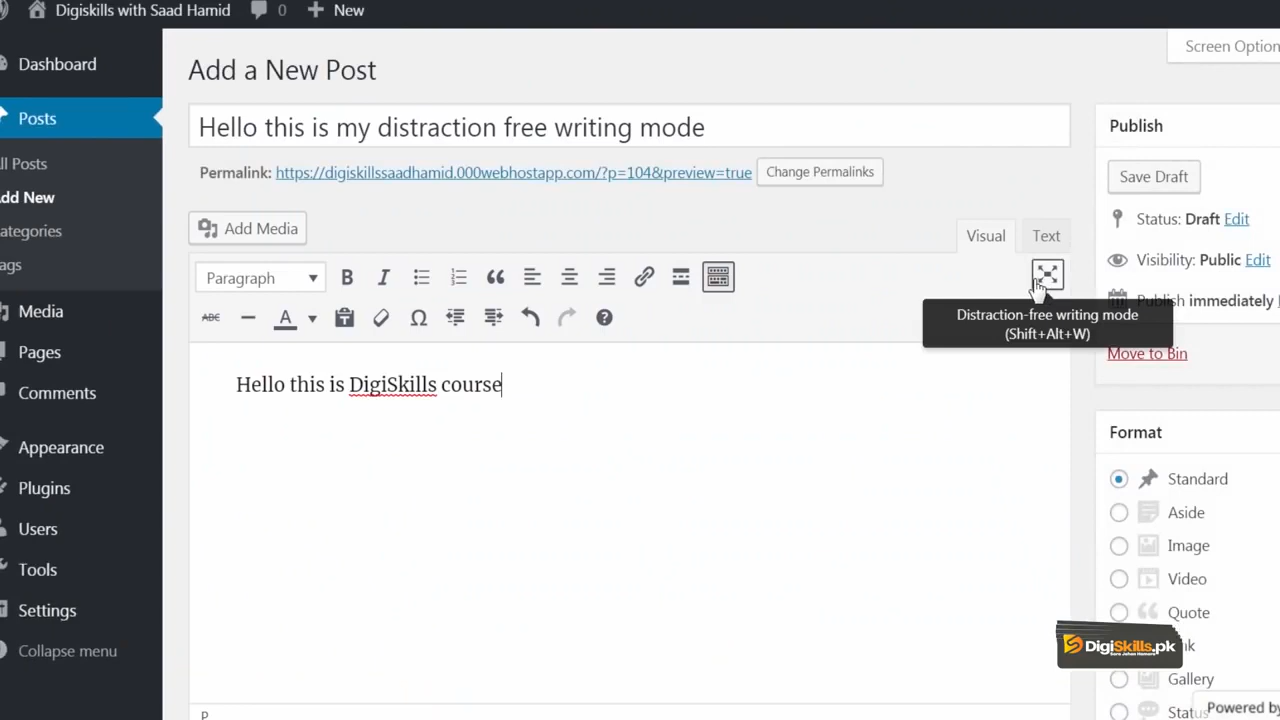 Digiskills with Saad Hamid 0 New
Screen Option
Dashboard
Posts
ll Posts
dd New
ategories
ags
Media
Pages
Comments
Appearance
Plugins
Users
Tools
Settings
Collapse menu
Add a New Post
Hello this is my distraction free writing mode
Permalink: https://digiskillssaadhamid.000webhostapp.com/?p=104&preview=true Change Permalinks
Add Media
Visual Text
Paragraph B I
ABC A Ω
Distraction-free writing mode
(Shift+Alt+W)
Hello this is DigiSkills course
P
Publish
Save Draft
Status: Draft Edit
Visibility: Public Edit
Publish immediately
Move to Bin
Format
Standard
Aside
Image
Video
Quote
nk
Gallery
Statu
DigiSkills.pk
Powered by